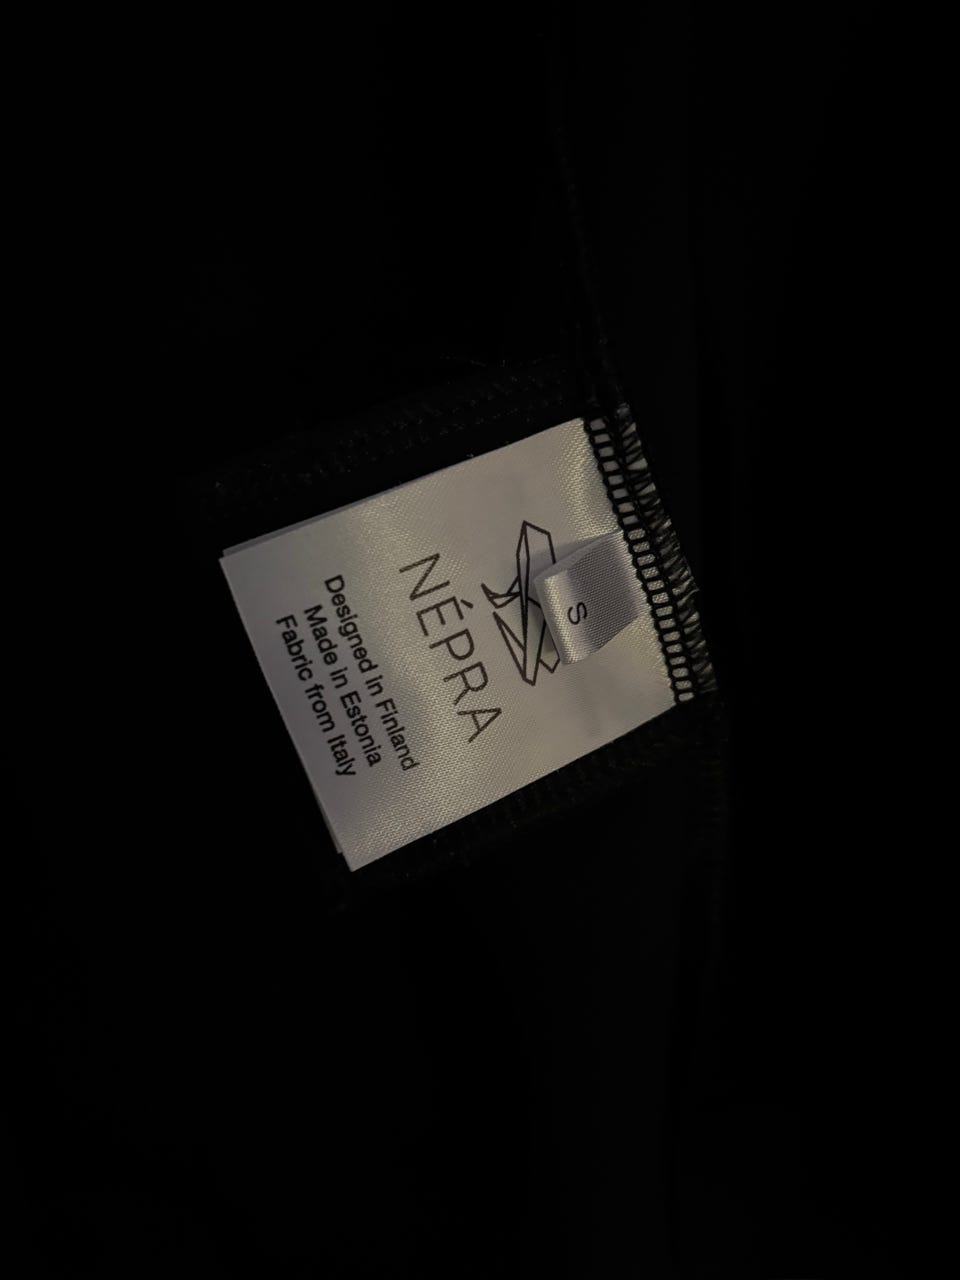 S
NÉPRA
Designed in Finland
Made in Estonia
Fabric from Italy